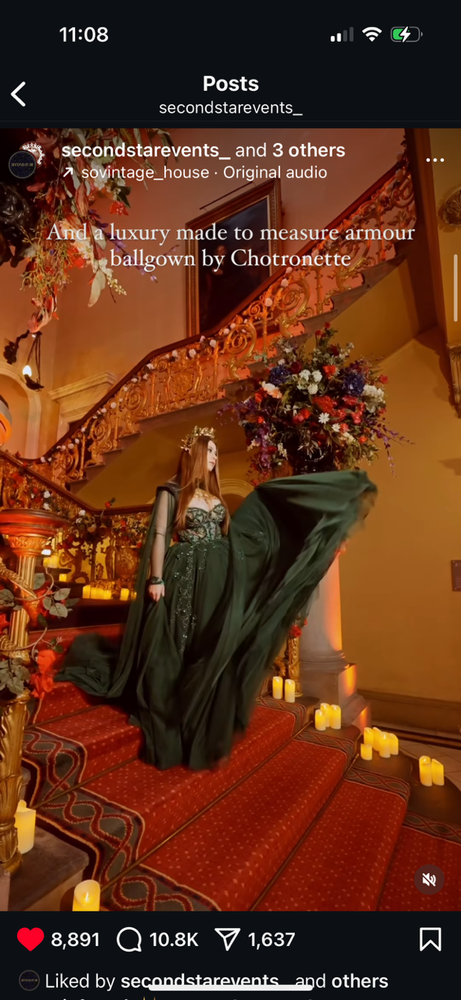 11:08
Posts
secondstarevents_
secondstarevents_ and 3 others
sovintage_house · Original audio
And a luxury made to measure armour
ballgown by Chotronette
8,891 10.8K 1,637
Liked by secondstarevents_ and others